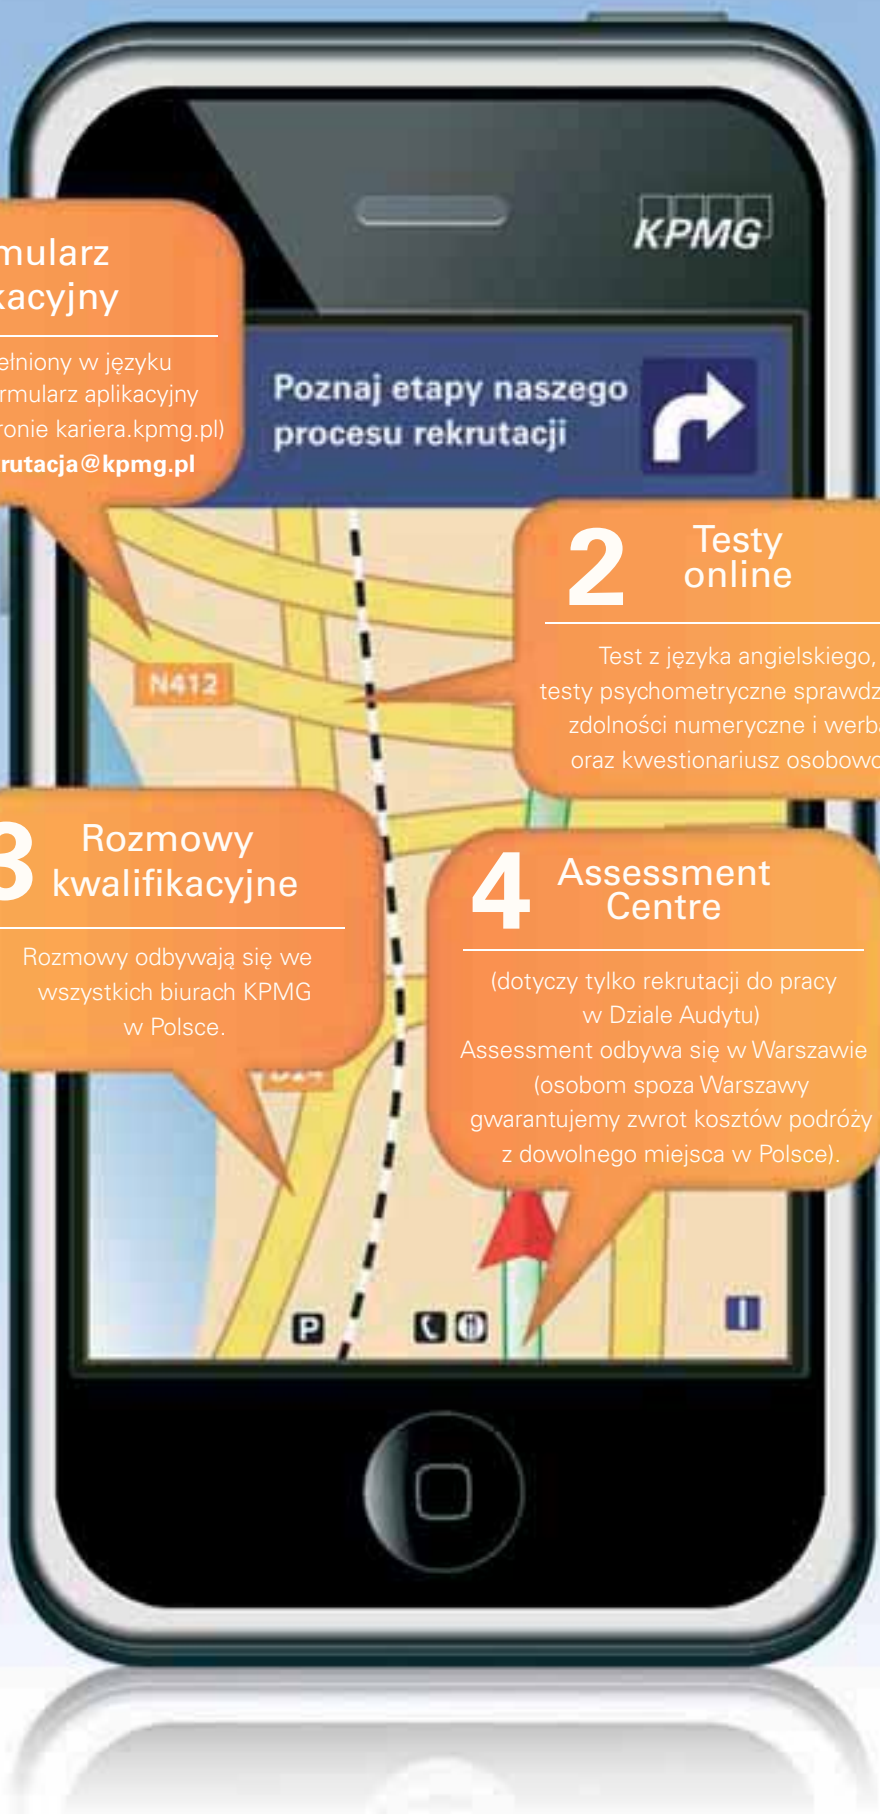 KPMG
mularz
kacyjny
ełniony w języku
rmularz aplikacyjny
ronie kariera.kpmg.pl)
rutacja@kpmg.pl
Poznaj etapy naszego
procesu rekrutacji
2 Testy
online
Test z języka angielskiego,
testy psychometryczne sprawdz
zdolności numeryczne i werba
oraz kwestionariusz osobowo
N412
3 Rozmowy
kwalifikacyjne
Rozmowy odbywają się we
wszystkich biurach KPMG
w Polsce.
4 Assessment
Centre
(dotyczy tylko rekrutacji do pracy
w Dziale Audytu)
Assessment odbywa się w Warszawie
(osobom spoza Warszawy
gwarantujemy zwrot kosztów podróży
z dowolnego miejsca w Polsce).
P